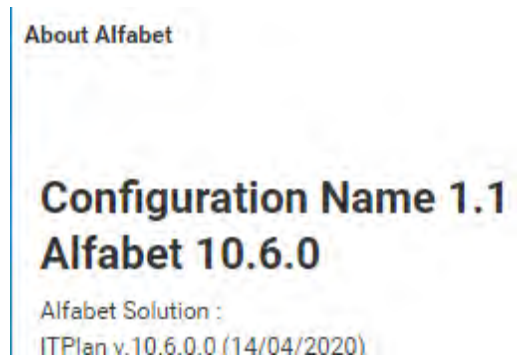 About Alfabet
Configuration Name 1.1
Alfabet 10.6.0
Alfabet Solution :
ITPlan v.10.6.0.0 (14/04/2020)